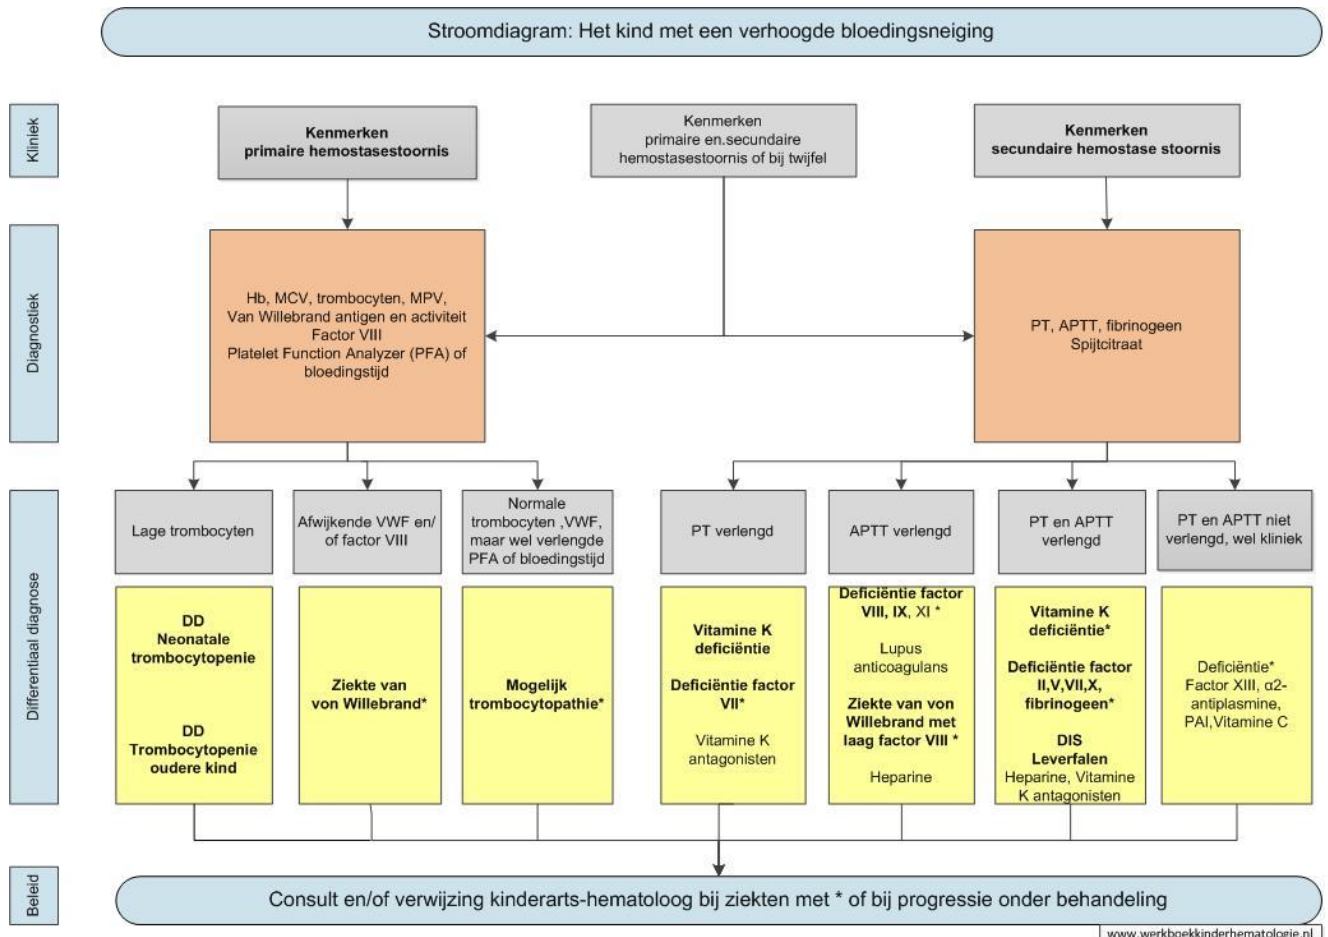 Stroomdiagram: Het kind met een verhoogde bloedingsneiging
Kliniek
Kenmerken
primaire hemostasestoornis
Kenmerken
primaire en.secundaire
hemostasestoornis of bij twijfel
Kenmerken
secundaire hemostase stoornis
Diagnostiek
Hb, MCV, trombocyten, MPV,
Van Willebrand antigen en activiteit
Factor VIII
Platelet Function Analyzer (PFA) of
bloedingstijd
PT, APTT, fibrinogeen
Spijtcitraat
Differentiaal diagnose
Lage trombocyten
Afwijkende VWF en/
of factor VIII
Normale
trombocyten ,VWF,
maar wel verlengde
PFA of bloedingstijd
PT verlengd
APTT verlengd
PT en APTT
verlengd
PT en APTT niet
verlengd, wel kliniek
DD
Neonatale
trombocytopenie
DD
Trombocytopenie
oudere kind
Ziekte van
von Willebrand*
Mogelijk
trombocytopathie*
Vitamine K
deficiëntie
Deficiëntie factor
VII*
Vitamine K
antagonisten
Deficiëntie factor
VIII, IX, XI *
Lupus
anticoagulans
Ziekte van von
Willebrand met
laag factor VIII *
Heparine
Vitamine K
deficiëntie*
Deficiëntie factor
II,V,VII,X,
fibrinogeen*
DIS
Leverfalen
Heparine, Vitamine
K antagonisten
Deficiëntie*
Factor XIII, α2-
antiplasmine,
PAI,Vitamine C
Beleid
Consult en/of verwijzing kinderarts-hematoloog bij ziekten met * of bij progressie onder behandeling
www.werkboekkinderhematologie.nl